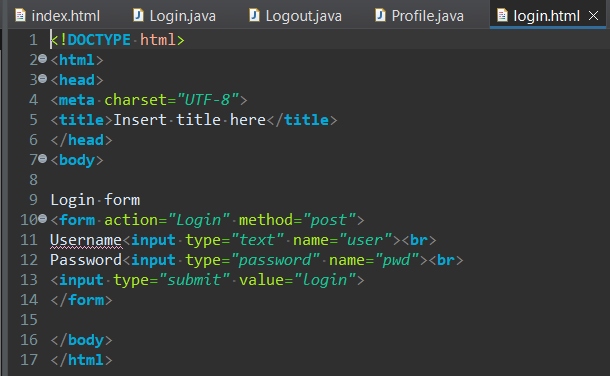 index.html Login.java Logout.java Profile.java login.html
1 <!DOCTYPE html>
2 <html>
3 <head>
4 <meta charset="UTF-8">
5 <title>Insert title here</title>
6 </head>
7 <body>
8
9 Login form
10 <form action="Login" method="post">
11 Username<input type="text" name="user"><br>
12 Password<input type="password" name="pwd"><br>
13 <input type="submit" value="login">
14 </form>
15
16 </body>
17 </html>